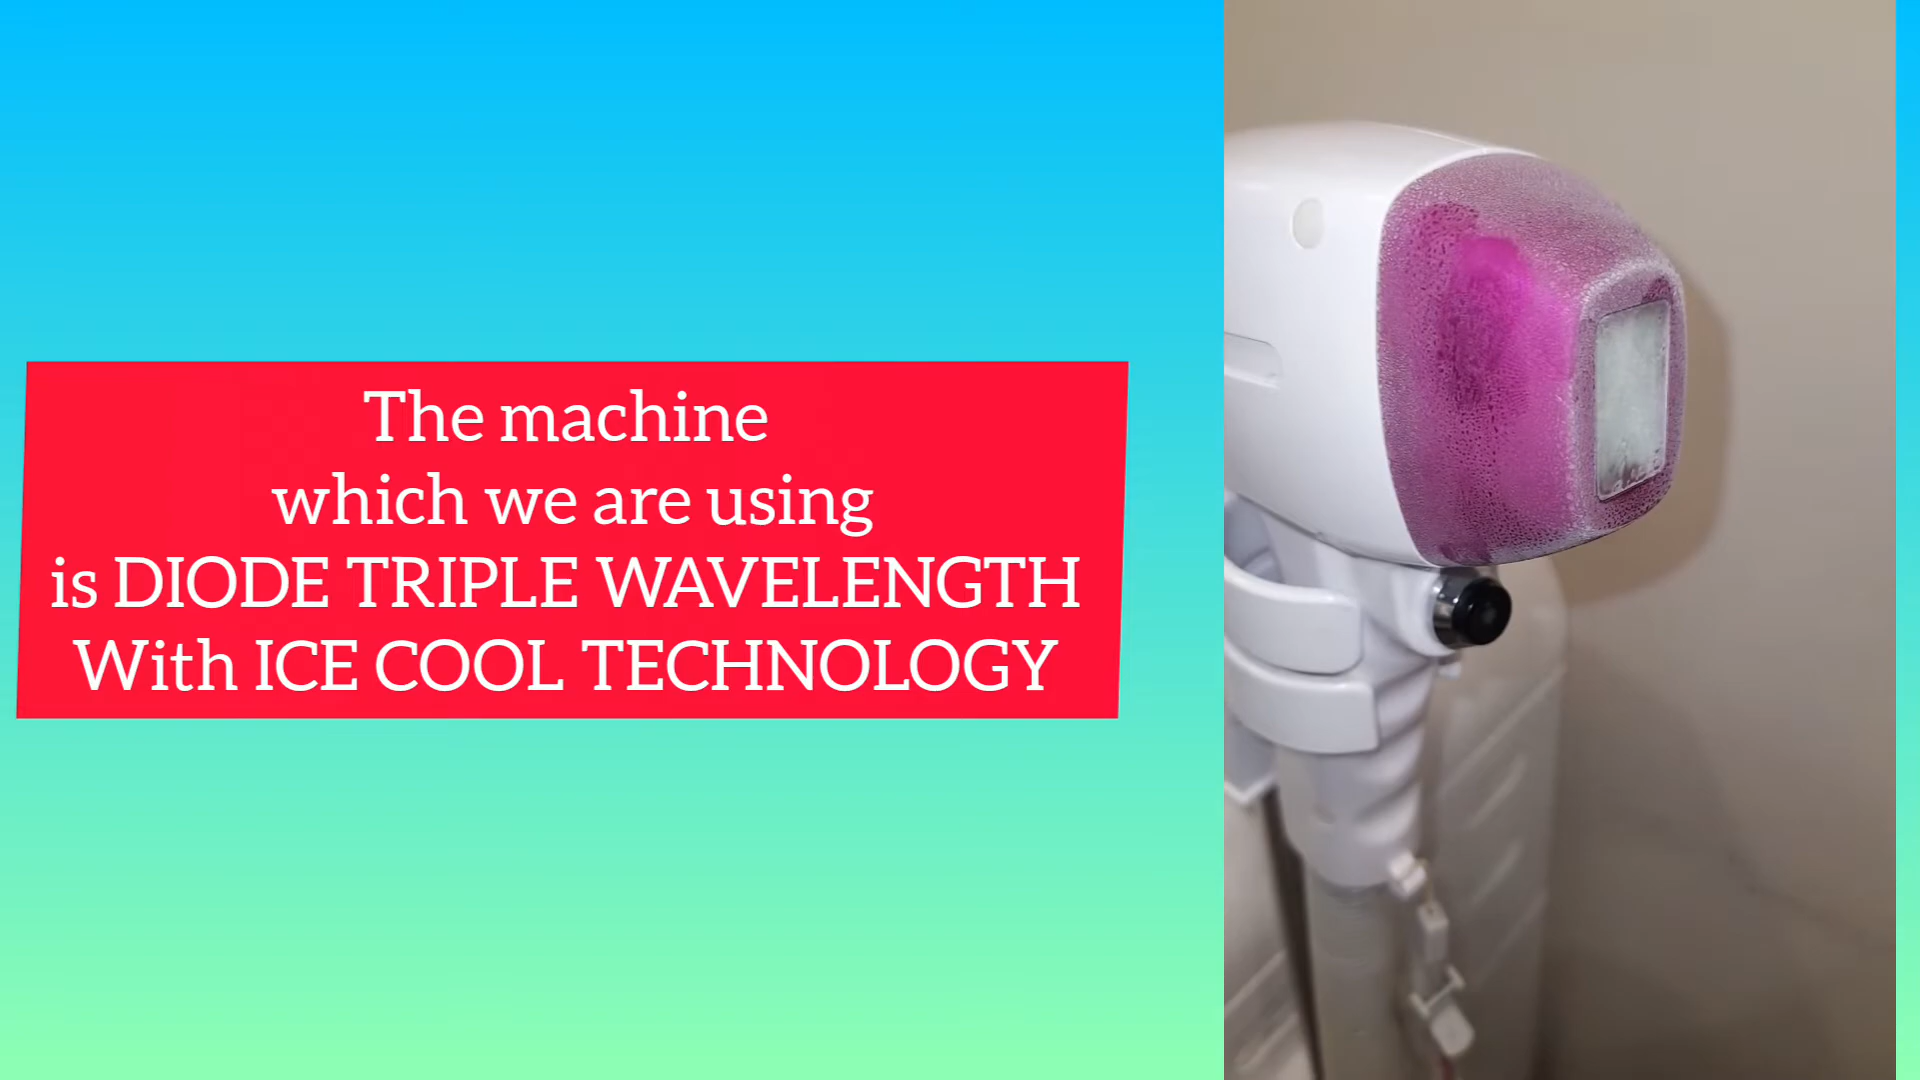 The machine
which we are using
is DIODE TRIPLE WAVELENGTH
With ICE COOL TECHNOLOGY